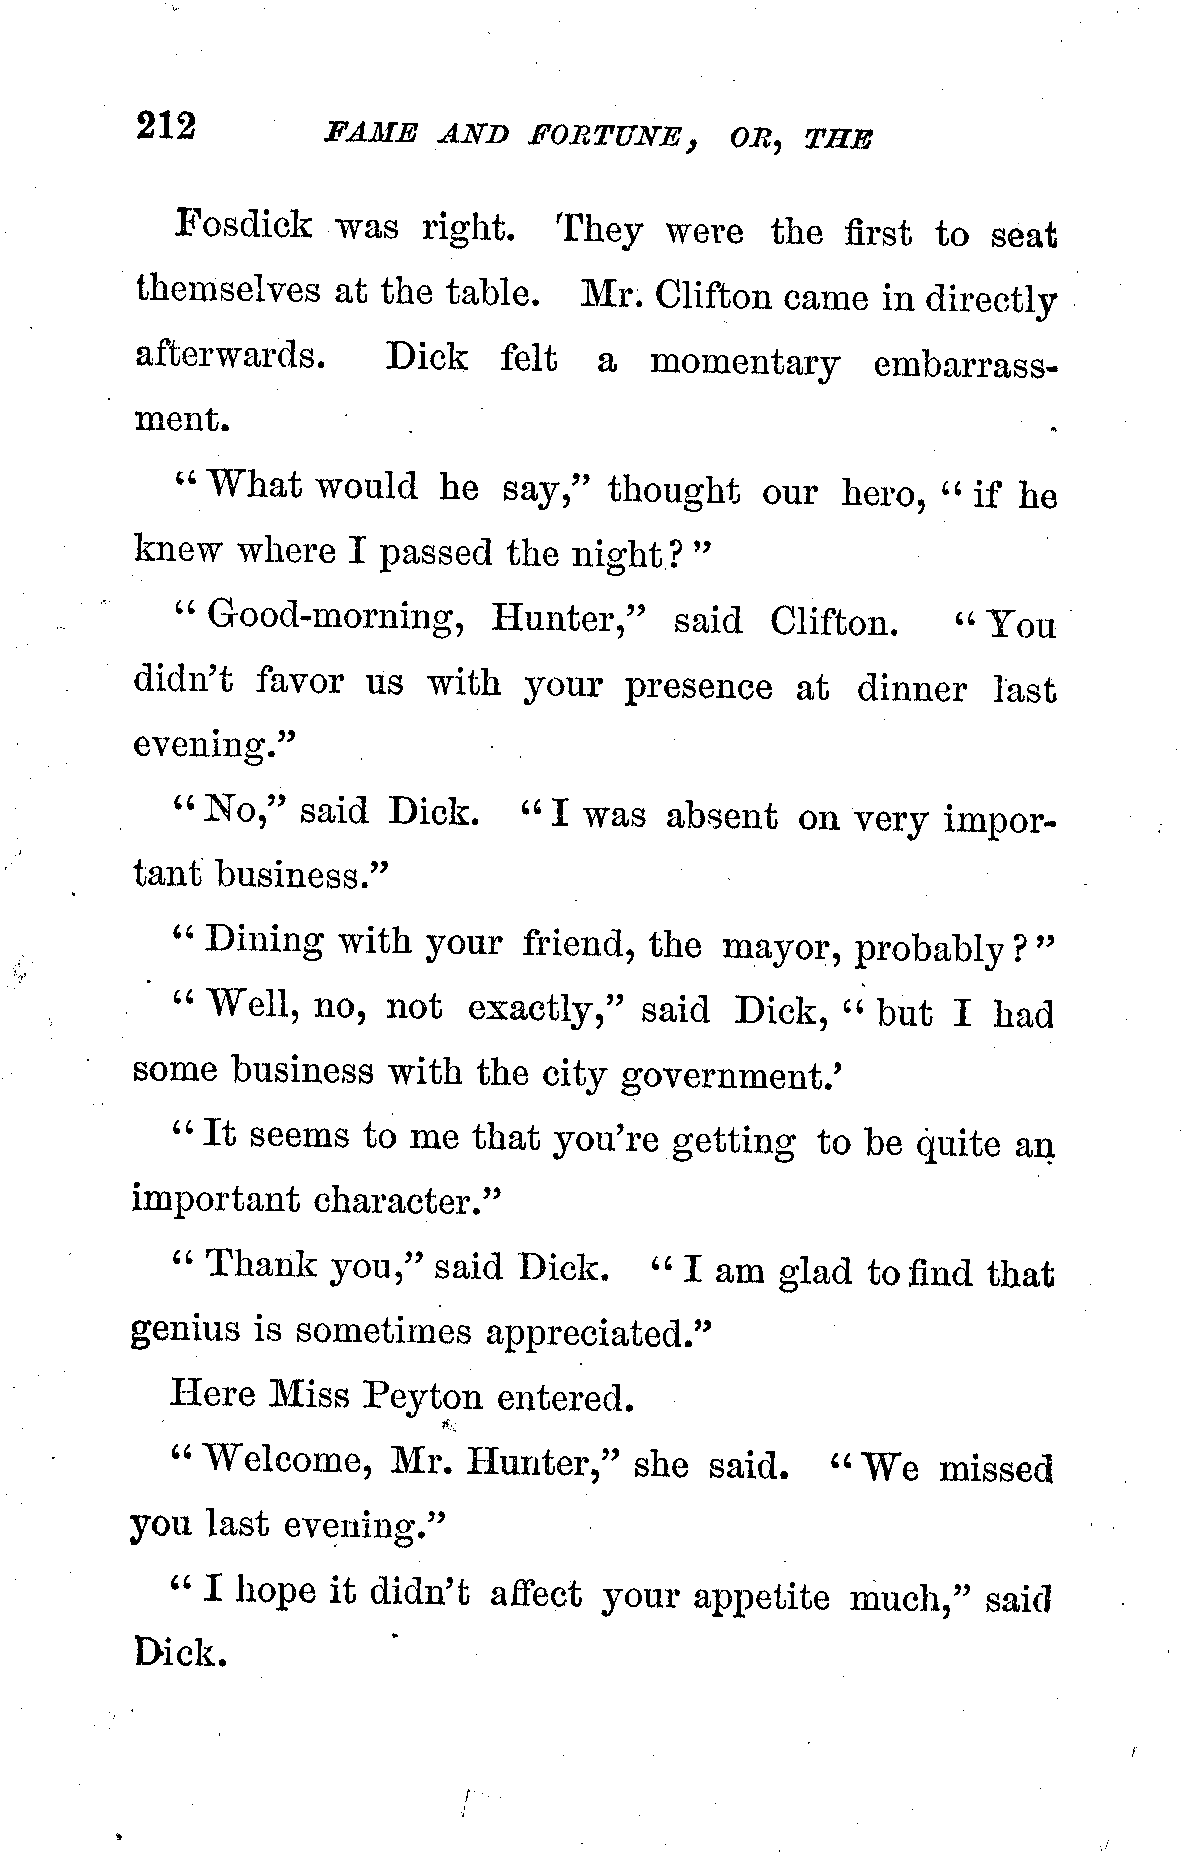 212 FAME AND FORTUNE, OR, THE
Fosdick was right. They were the first to seat
themselves at the table. Mr. Clifton came in directly
afterwards. Dick felt a momentary embarrass-
ment.
“What would he say,” thought our hero, “if he
knew where I passed the night?”
“Good-morning, Hunter,” said Clifton. “You
didn’t favor us with your presence at dinner last
evening.”
“No,” said Dick. “I was absent on very impor-
tant business.”
“Dining with your friend, the mayor, probably?”
“Well, no, not exactly,” said Dick, “but I had
some business with the city government.’
“It seems to me that you’re getting to be quite an
important character.”
“Thank you,” said Dick. “I am glad to find that
genius is sometimes appreciated.”
Here Miss Peyton entered.
“Welcome, Mr. Hunter,” she said. “We missed
you last evening.”
“I hope it didn’t affect your appetite much,” said
Dick.